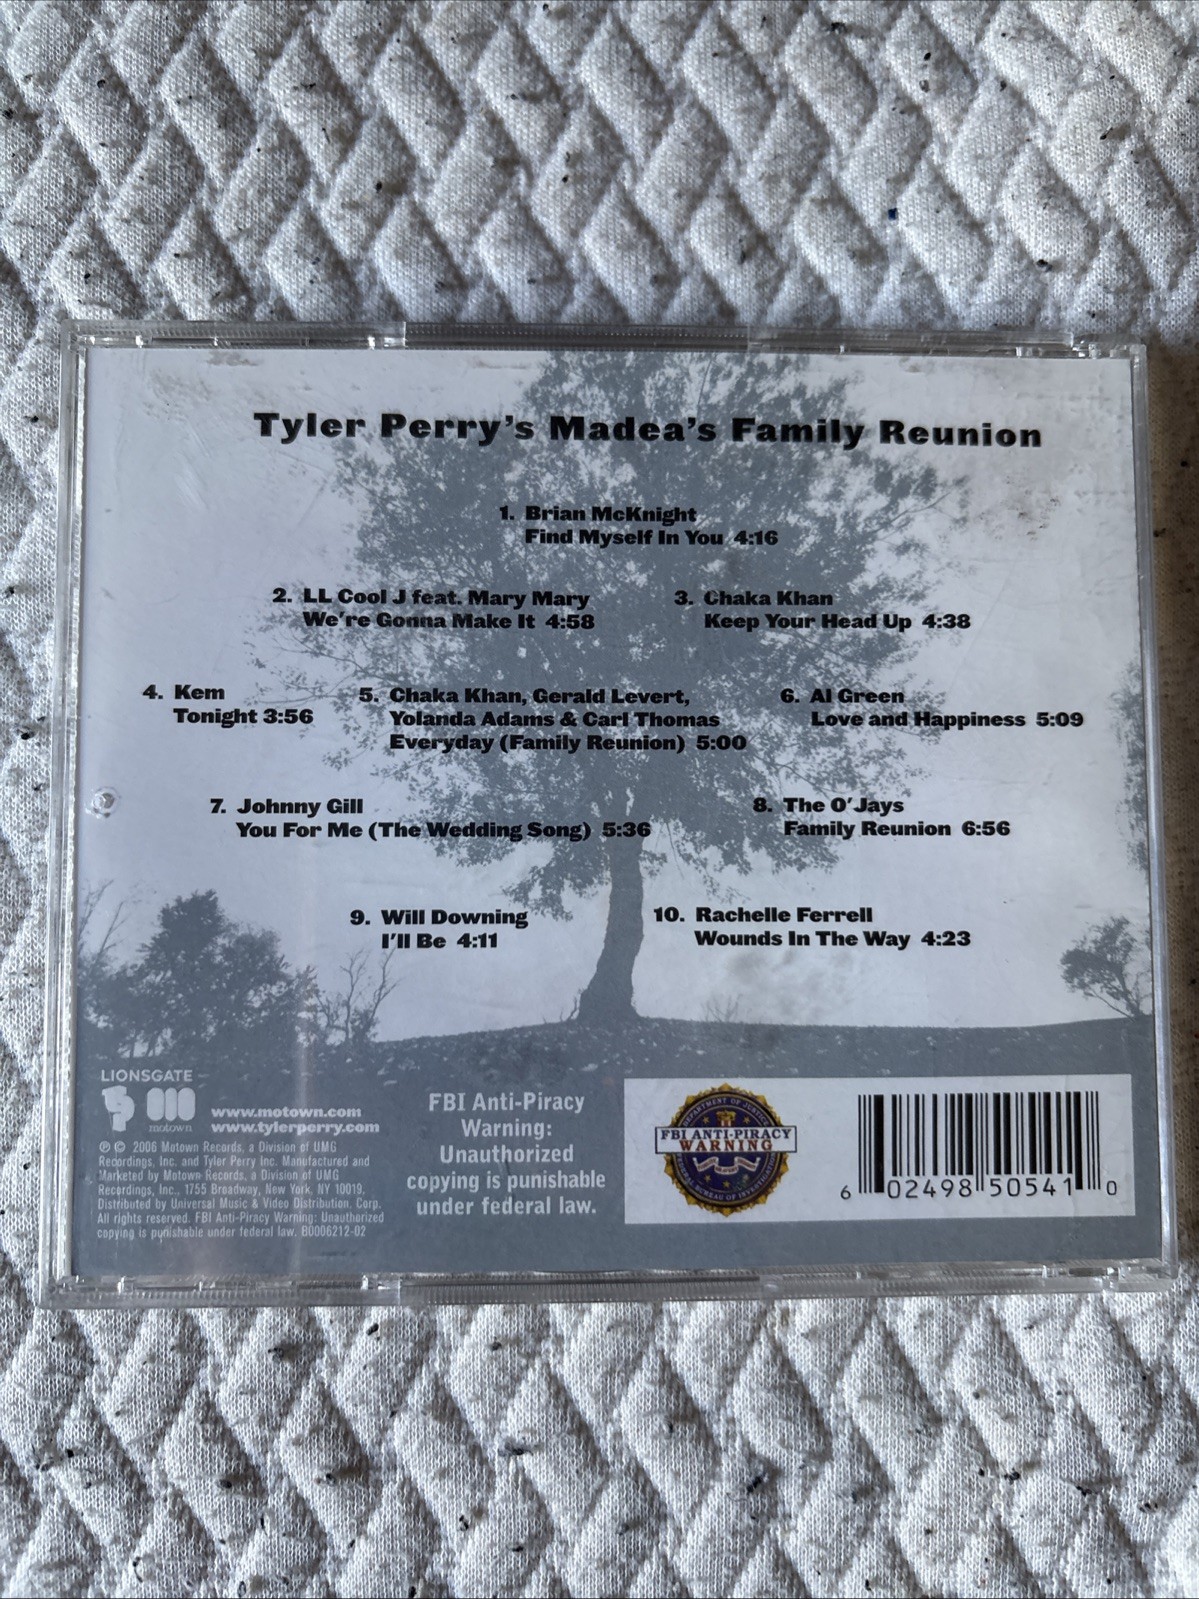 Tyler Perry's Madea's Family Reunion
1. Brian McKnight
Find Myself In You 4:16
2. LL Cool J feat. Mary Mary
We're Gonna Make It 4:58
3. Chaka Khan
Keep Your Head Up 4:38
4. Kem
Tonight 3:56
5. Chaka Khan, Gerald Levert,
Yolanda Adams & Carl Thomas
Everyday (Family Reunion) 5:00
6. Al Green
Love and Happiness 5:09
7. Johnny Gill
You For Me (The Wedding Song) 5:36
8. The O'Jays
Family Reunion 6:56
9. Will Downing
I'll Be 4:11
10. Rachelle Ferrell
Wounds In The Way 4:23
LIONSGATE
motown
www.motown.com
www.tylerperry.com
℗ © 2006 Motown Records, a Division of UMG
Recordings, Inc. and Tyler Perry Inc. Manufactured and
Marketed by Motown Records, a Division of UMG
Recordings, Inc., 1755 Broadway, New York, NY 10019.
Distributed by Universal Music & Video Distribution, Corp.
All rights reserved. FBI Anti-Piracy Warning: Unauthorized
copying is punishable under federal law. B0006212-02
FBI Anti-Piracy
Warning:
Unauthorized
copying is punishable
under federal law.
DEPARTMENT OF JUSTICE
FBI ANTI-PIRACY
WARNING
FEDERAL BUREAU OF INVESTIGATION
6 02498 50541 0